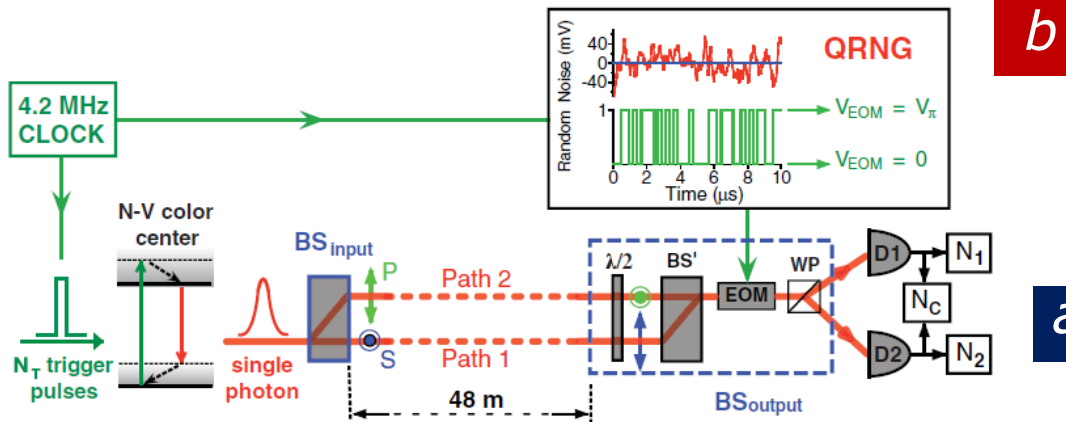 b
40
0
-40
Random Noise (mV)
QRNG
1
0
0 2 4 6 8 10
Time (μs)
V_EOM = V_π
V_EOM = 0
4.2 MHz
CLOCK
N-V color
center
BS_input
P
S
Path 2
Path 1
λ/2
BS'
EOM
WP
D1
D2
N_1
N_C
N_2
a
N_T trigger
pulses
single
photon
48 m
BS_output